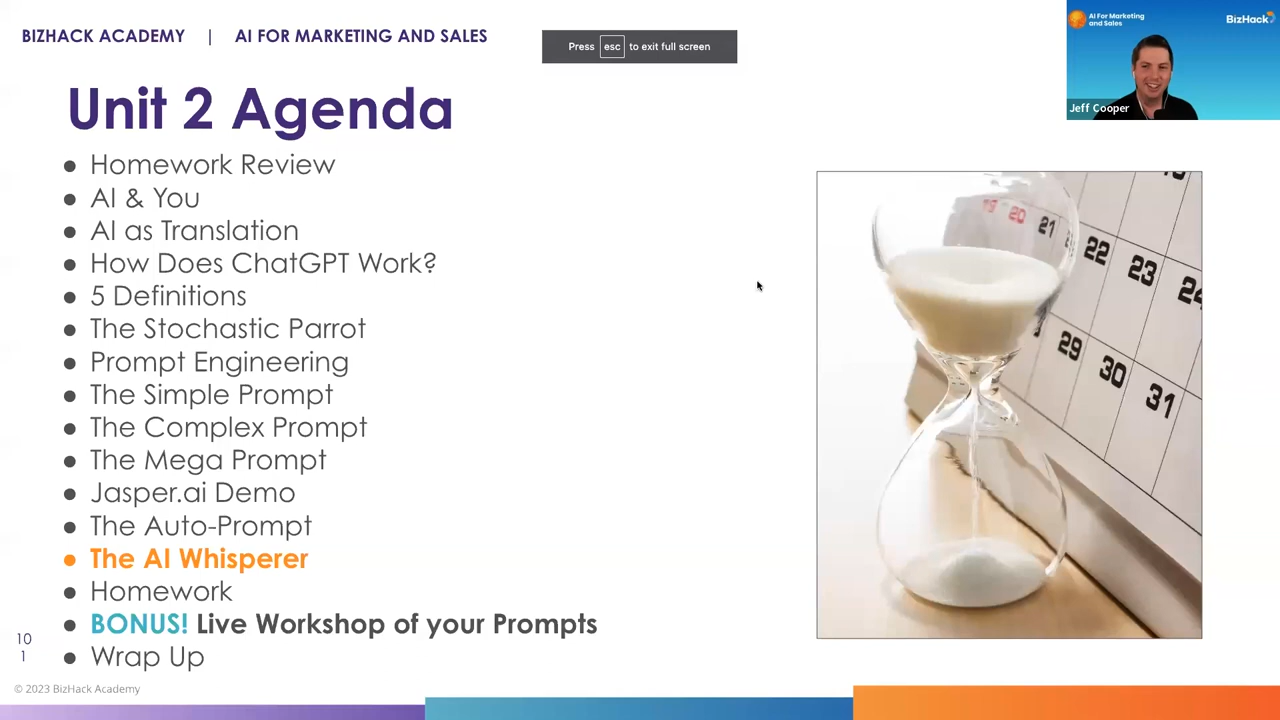 BIZHACK ACADEMY | AI FOR MARKETING AND SALES
Press esc to exit full screen
AI For Marketing
and Sales
BizHack
Jeff Cooper
Unit 2 Agenda
● Homework Review
● AI & You
● AI as Translation
● How Does ChatGPT Work?
● 5 Definitions
● The Stochastic Parrot
● Prompt Engineering
● The Simple Prompt
● The Complex Prompt
● The Mega Prompt
● Jasper.ai Demo
● The Auto-Prompt
● The AI Whisperer
● Homework
● BONUS! Live Workshop of your Prompts
● Wrap Up
19 20 21 22 23 24
29 30 31
10
1
© 2023 BizHack Academy